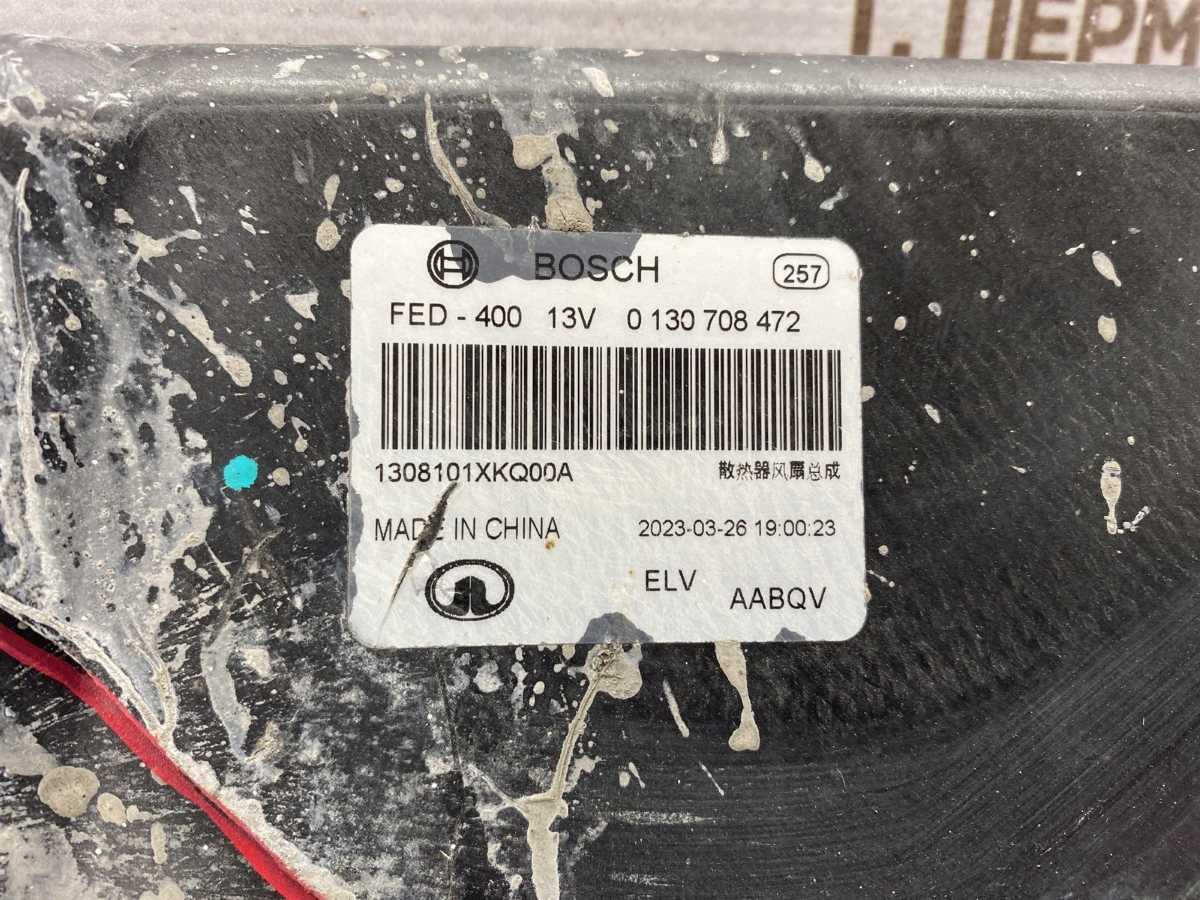 Г. ПЕРМ
BOSCH
257
FED - 400 13V 0 130 708 472
1308101XKQ00A 散热器风扇总成
MADE IN CHINA 2023-03-26 19:00:23
ELV
AABQV